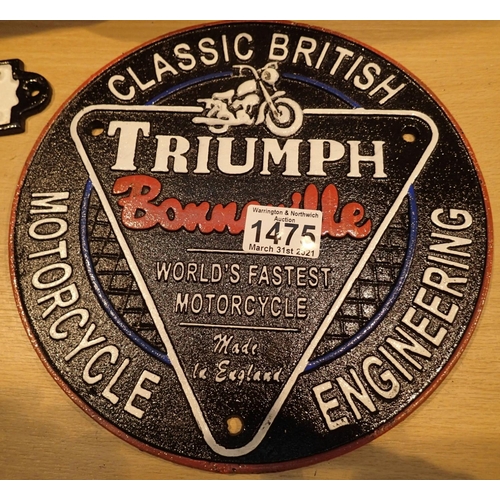 CLASSIC BRITISH
TRIUMPH
Bonneville
Warrington & Northwich
Auction
1475
March 31st 2021
WORLD'S FASTEST
MOTORCYCLE
Made
In England
MOTORCYCLE
ENGINEERING